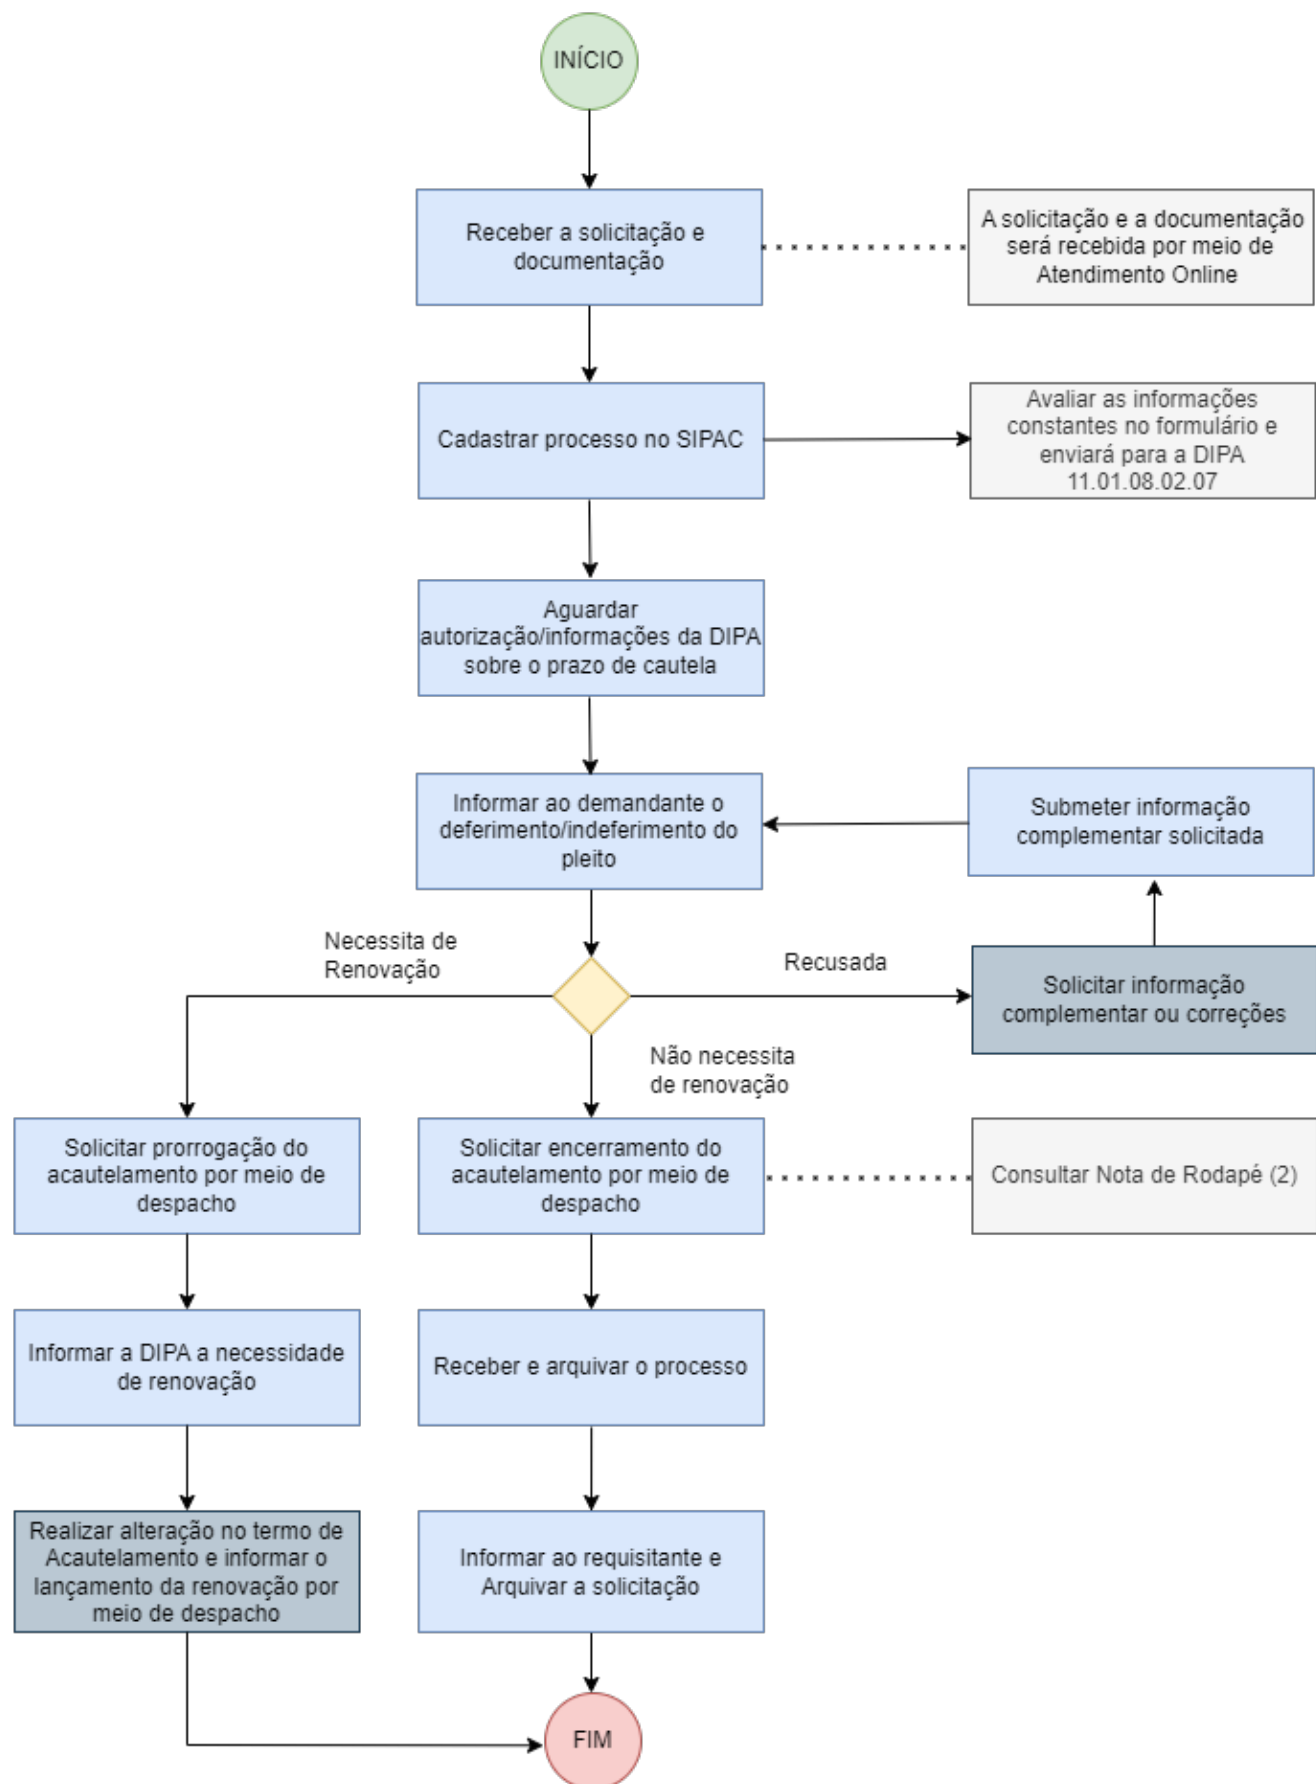 INÍCIO
Receber a solicitação e
documentação
A solicitação e a documentação
será recebida por meio de
Atendimento Online
Cadastrar processo no SIPAC
Avaliar as informações
constantes no formulário e
enviará para a DIPA
11.01.08.02.07
Aguardar
autorização/informações da DIPA
sobre o prazo de cautela
Informar ao demandante o
deferimento/indeferimento do
pleito
Submeter informação
complementar solicitada
Necessita de
Renovação
Recusada
Solicitar informação
complementar ou correções
Não necessita
de renovação
Solicitar prorrogação do
acautelamento por meio de
despacho
Solicitar encerramento do
acautelamento por meio de
despacho
Consultar Nota de Rodapé (2)
Informar a DIPA a necessidade
de renovação
Receber e arquivar o processo
Realizar alteração no termo de
Acautelamento e informar o
lançamento da renovação por
meio de despacho
Informar ao requisitante e
Arquivar a solicitação
FIM